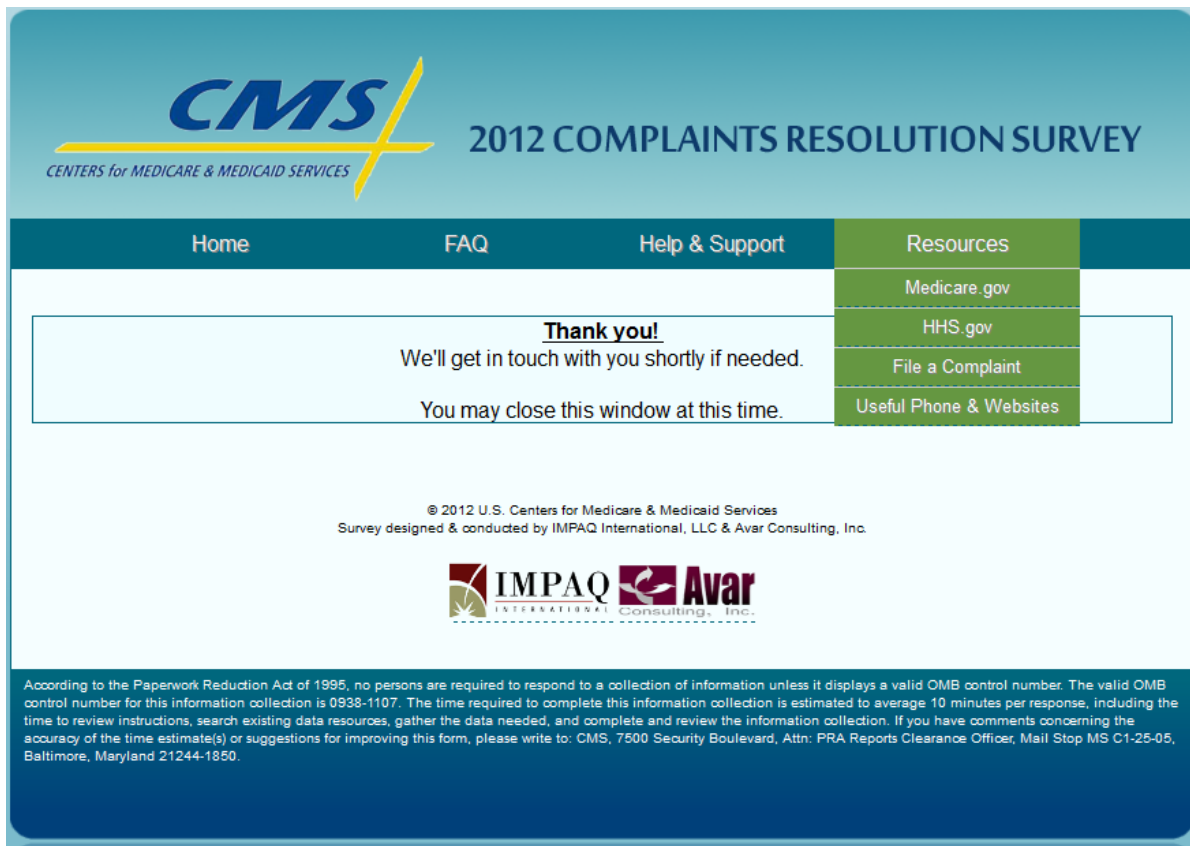 CMS
CENTERS for MEDICARE & MEDICAID SERVICES
2012 COMPLAINTS RESOLUTION SURVEY
Home
FAQ
Help & Support
Resources
Medicare.gov
HHS.gov
File a Complaint
Useful Phone & Websites
Thank you!
We'll get in touch with you shortly if needed.
You may close this window at this time.
© 2012 U.S. Centers for Medicare & Medicaid Services
Survey designed & conducted by IMPAQ International, LLC & Avar Consulting, Inc.
IMPAQ
INTERNATIONAL
Avar
Consulting, Inc.
According to the Paperwork Reduction Act of 1995, no persons are required to respond to a collection of information unless it displays a valid OMB control number. The valid OMB
control number for this information collection is 0938-1107. The time required to complete this information collection is estimated to average 10 minutes per response, including the
time to review instructions, search existing data resources, gather the data needed, and complete and review the information collection. If you have comments concerning the
accuracy of the time estimate(s) or suggestions for improving this form, please write to: CMS, 7500 Security Boulevard, Attn: PRA Reports Clearance Officer, Mail Stop MS C1-25-05,
Baltimore, Maryland 21244-1850.